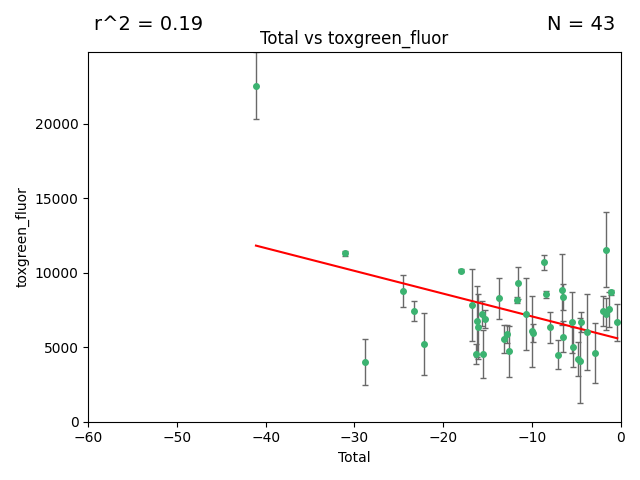 r^2 = 0.19
N = 43
Total vs toxgreen_fluor
toxgreen_fluor
20000
15000
10000
5000
0
−60
−50
−40
−30
−20
−10
0
Total